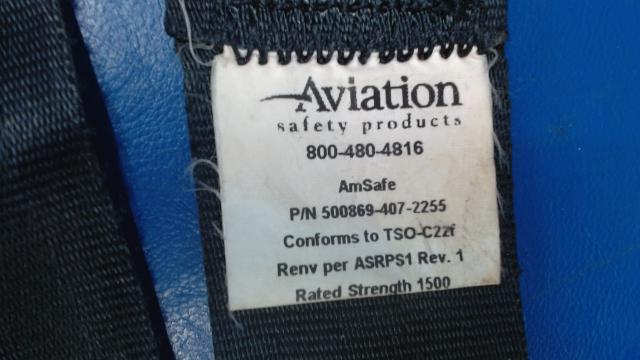 Aviation
safety products
800-480-4816
AmSafe
P/N 500869-407-2255
Conforms to TSO-C22f
Renv per ASRPS1 Rev. 1
Rated Strength 1500